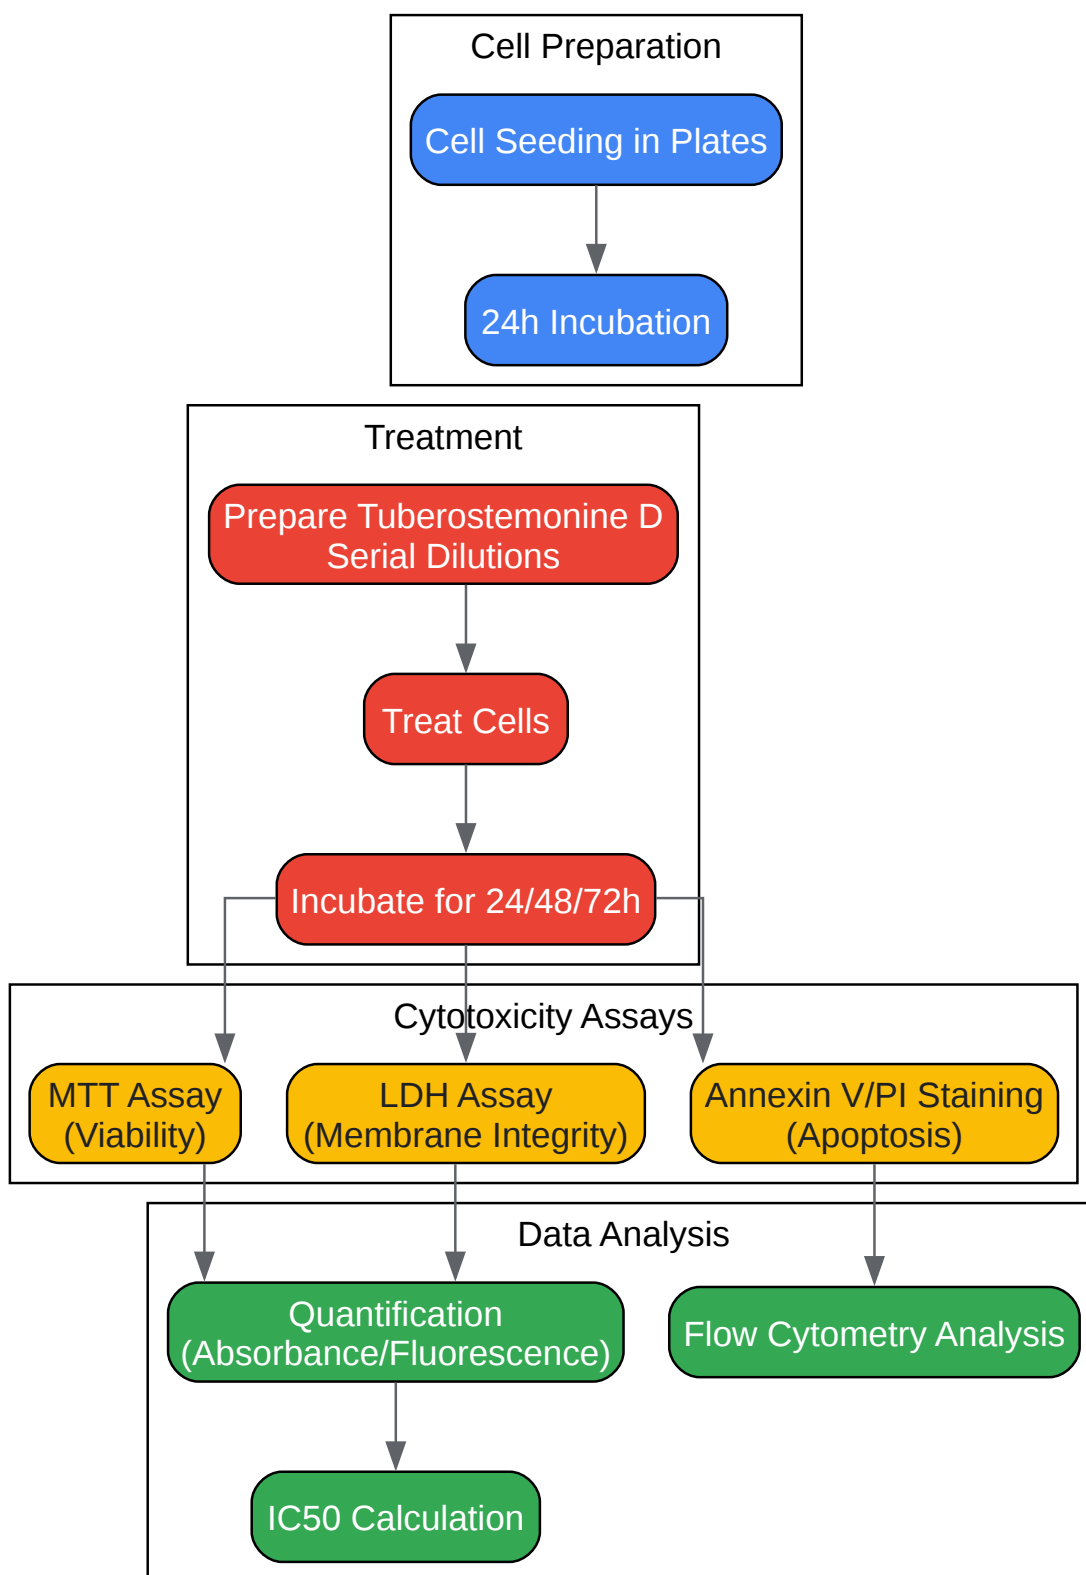 Cell Preparation
Cell Seeding in Plates
24h Incubation
Treatment
Prepare Tuberostemonine D
Serial Dilutions
Treat Cells
Incubate for 24/48/72h
Cytotoxicity Assays
MTT Assay
(Viability)
LDH Assay
(Membrane Integrity)
Annexin V/PI Staining
(Apoptosis)
Data Analysis
Quantification
(Absorbance/Fluorescence)
Flow Cytometry Analysis
IC50 Calculation